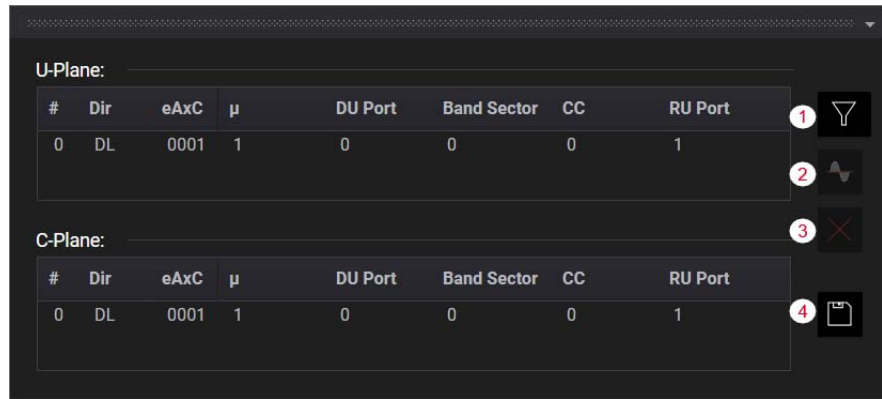 U-Plane:
# Dir eAxC μ DU Port Band Sector CC RU Port
1
0 DL 0001 1 0 0 0 1
2
C-Plane:
3
# Dir eAxC μ DU Port Band Sector CC RU Port
0 DL 0001 1 0 0 0 1
4